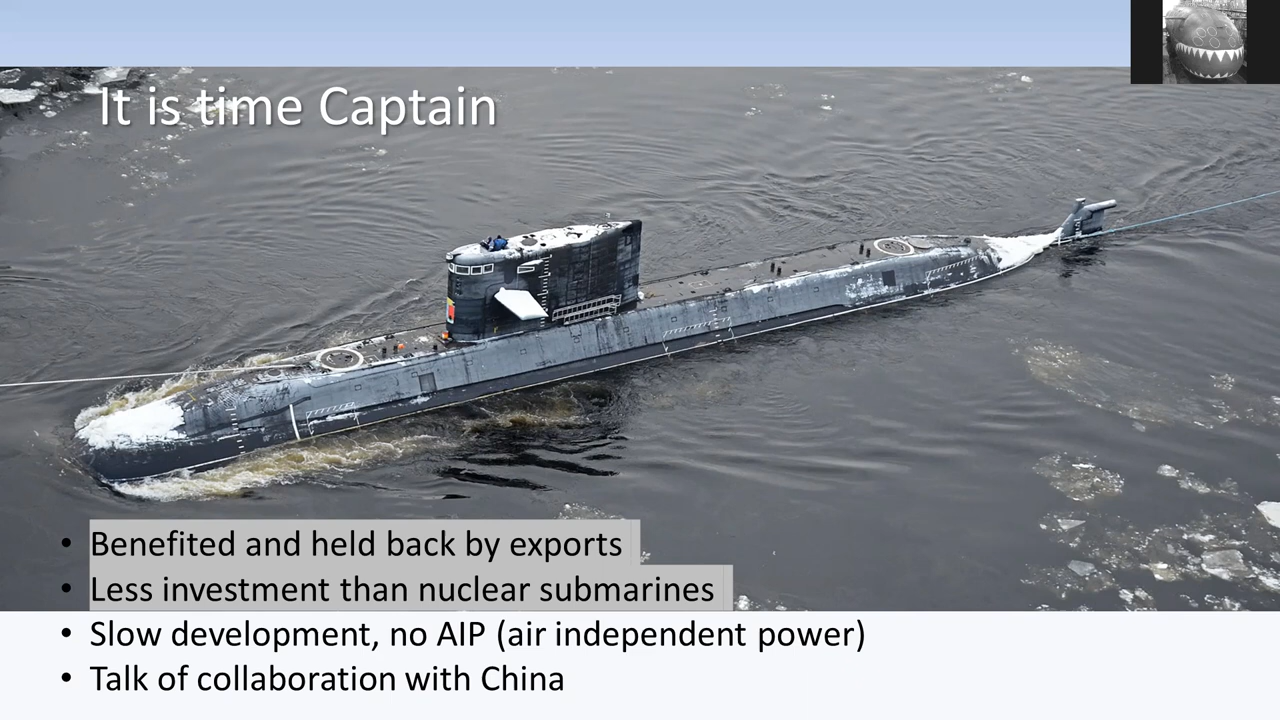 It is time Captain
• Benefited and held back by exports
• Less investment than nuclear submarines
• Slow development, no AIP (air independent power)
• Talk of collaboration with China